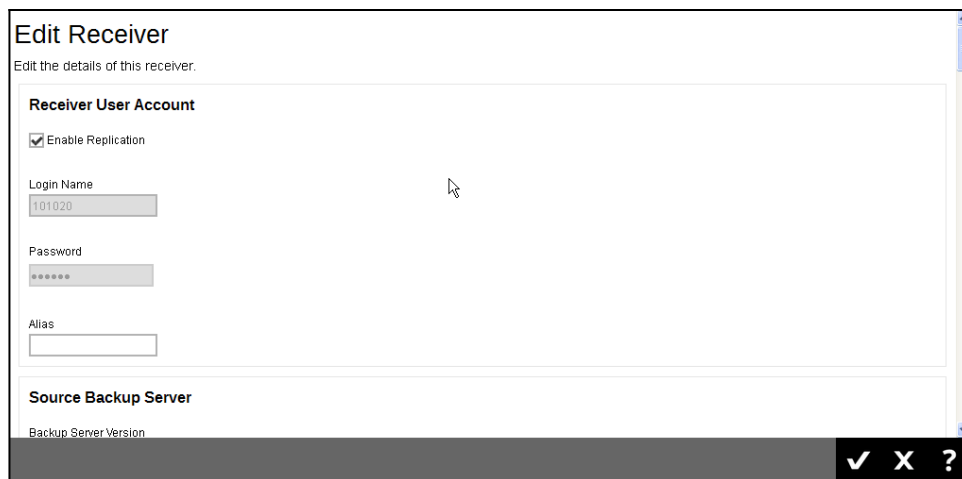 Edit Receiver
Edit the details of this receiver.
Receiver User Account
Enable Replication
Login Name
101020
Password
••••••
Alias
Source Backup Server
Backup Server Version
?